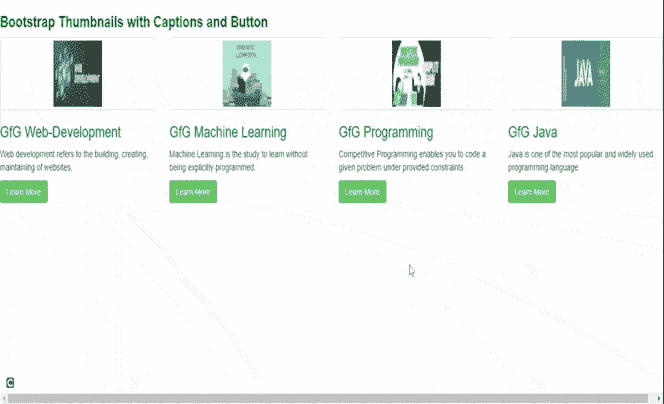 Bootstrap Thumbnails with Captions and Button
GfG Web-Development
Web development refers to the building, creating,
maintaining of websites.
Learn More
GfG Machine Learning
Machine Learning is the study to learn without
being explicitly programmed.
Learn More
GfG Programming
Competitive Programming enables you to code a
given problem under provided constraints
Learn More
JAVA
GfG Java
Java is one of the most popular and widely used
programming language.
Learn More